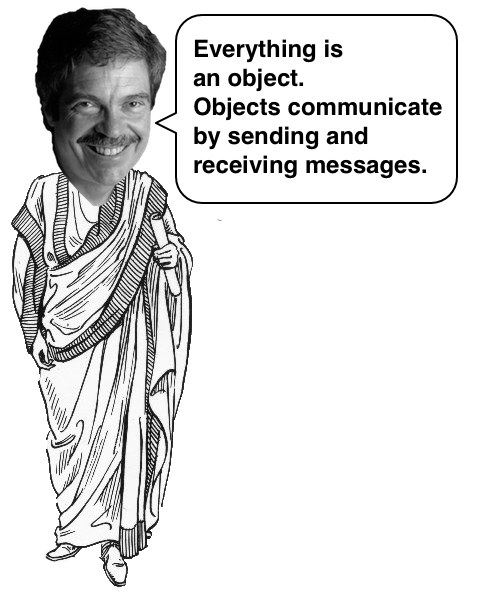 Everything is
an object.
Objects communicate
by sending and
receiving messages.